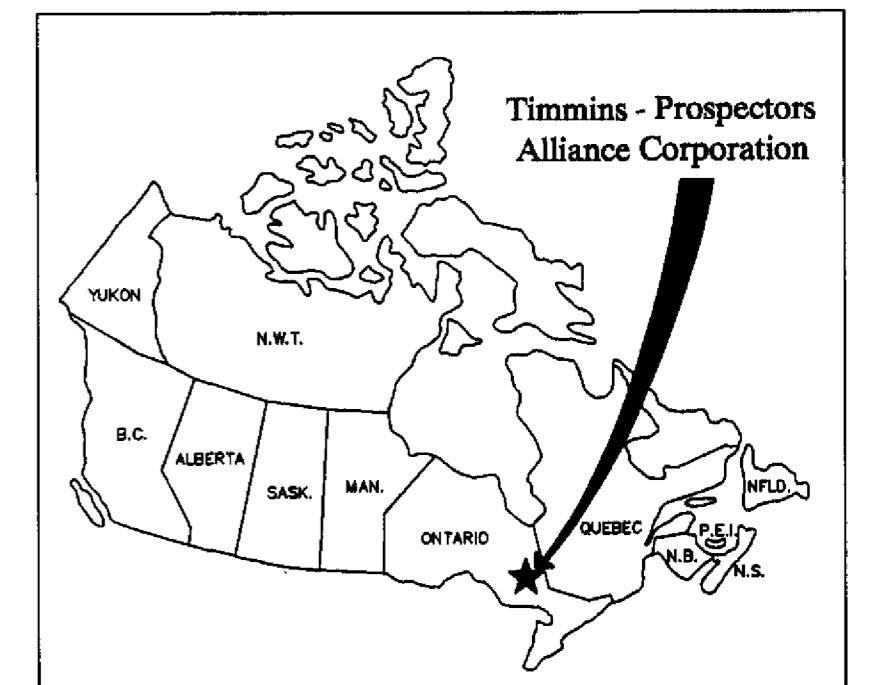 Timmins - Prospectors
Alliance Corporation
YUKON
N.W.T.
B.C.
ALBERTA
SASK.
MAN.
ONTARIO
QUEBEC
NFLD.
P.E.I.
N.B.
N.S.